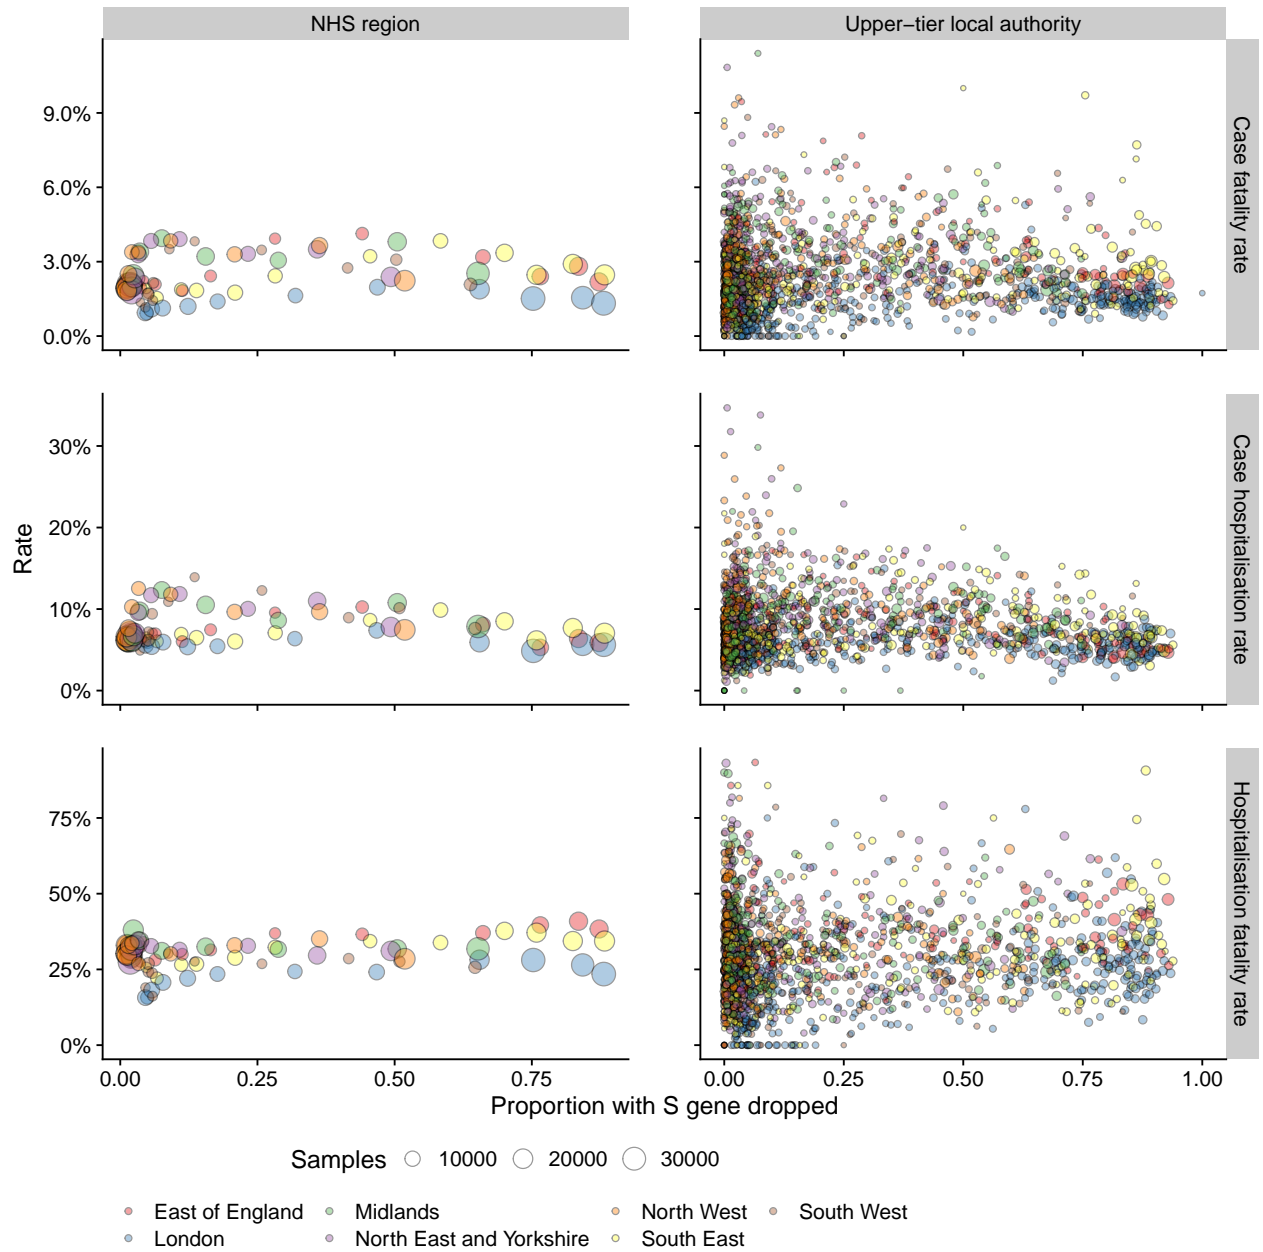 NHS region
Upper−tier local authority
9.0%
6.0%
3.0%
0.0%
Case fatality rate
30%
20%
10%
0%
Case hospitalisation rate
Rate
75%
50%
25%
0%
Hospitalisation fatality rate
0.00 0.25 0.50 0.75 0.00 0.25 0.50 0.75 1.00
Proportion with S gene dropped
Samples 10000 20000 30000
East of England Midlands North West South West
London North East and Yorkshire South East